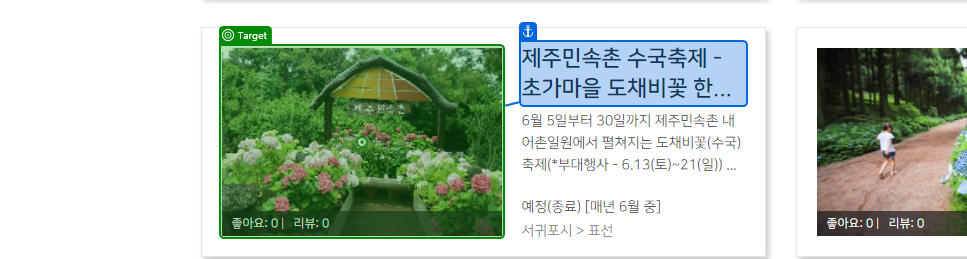 Target
제주민속촌 수국축제 -
초가마을 도채비꽃 한...
제주민속촌
6월 5일부터 30일까지 제주민속촌 내
어촌일원에서 펼쳐지는 도채비꽃(수국)
축제(*부대행사 - 6.13(토)~21(일)) ...
예정(종료) [매년 6월 중]
서귀포시 > 표선
좋아요: 0 | 리뷰: 0
좋아요: 0 | 리뷰: 0